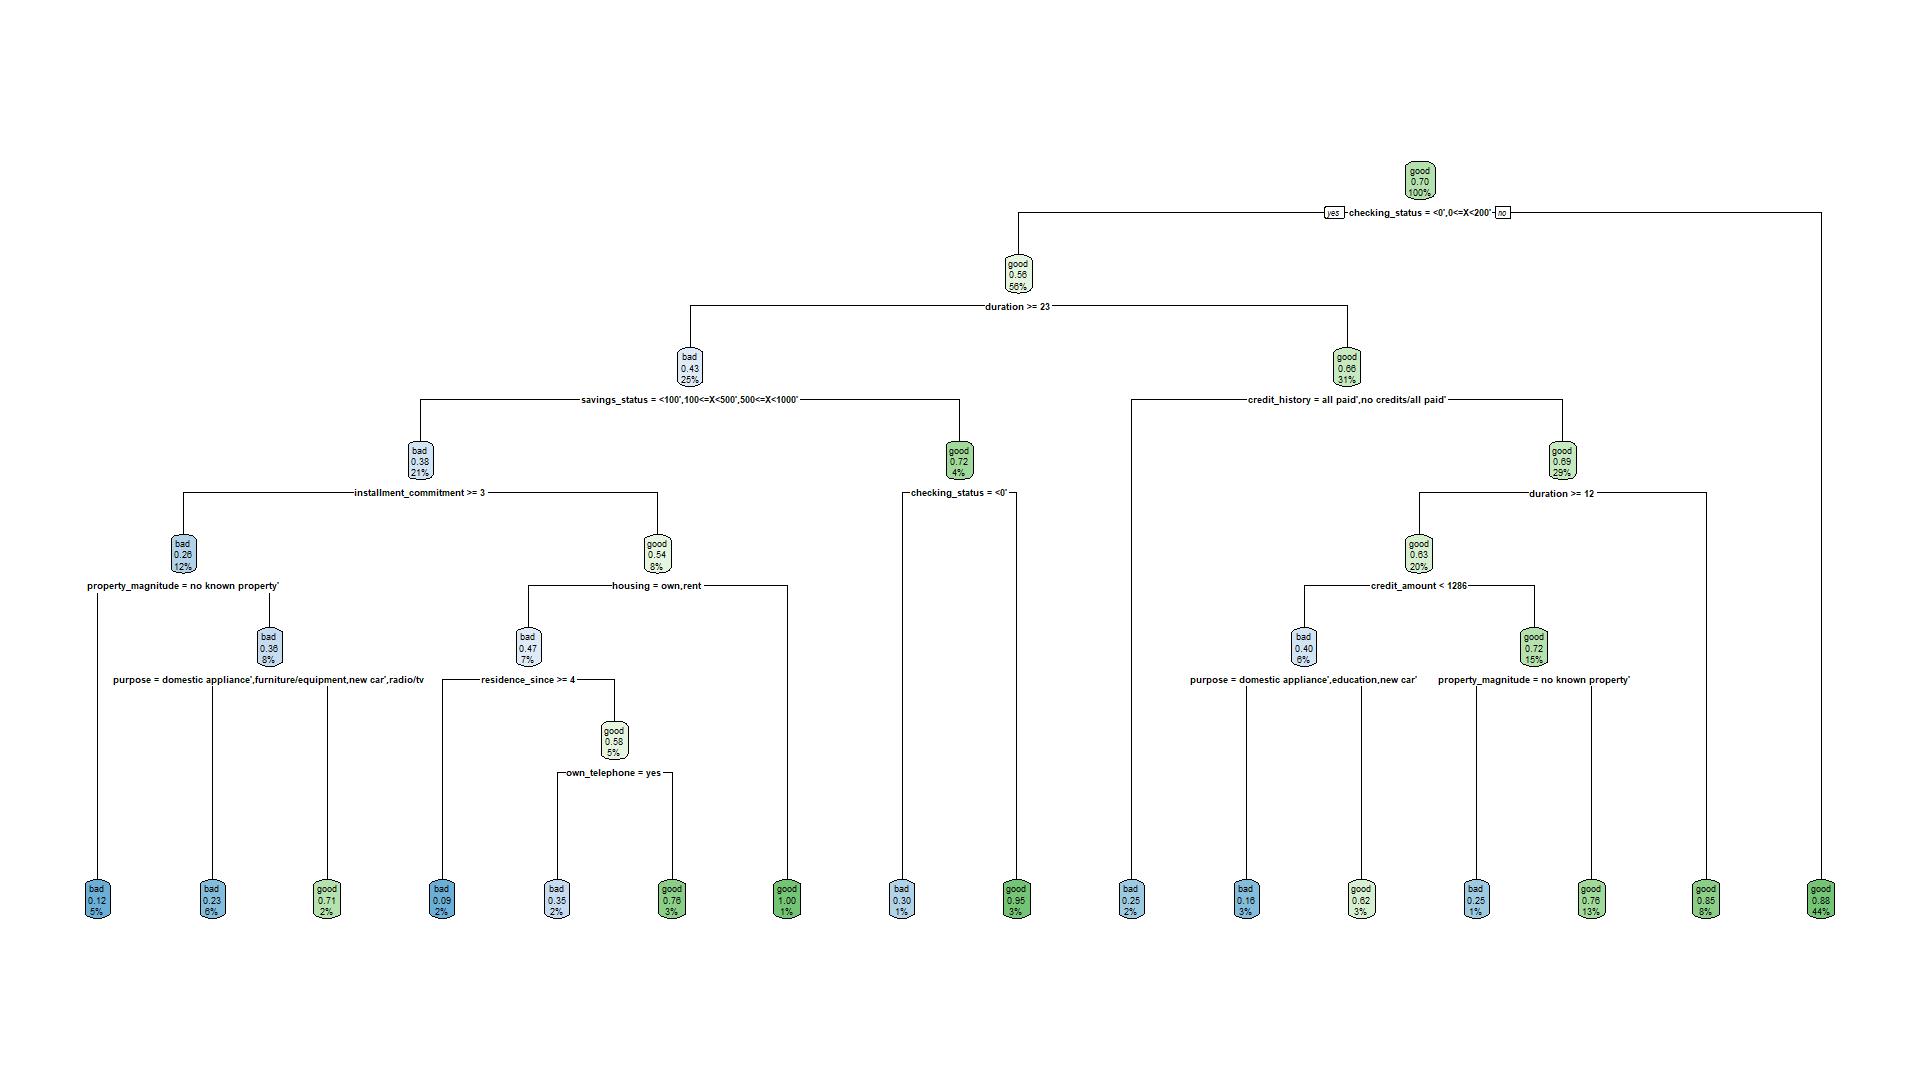 good
0.70
100%
yes checking_status = <0',0<=X<200' no
good
0.56
56%
duration >= 23
bad
0.43
25%
good
0.66
31%
savings_status = <100',100<=X<500',500<=X<1000'
credit_history = all paid',no credits/all paid'
bad
0.38
21%
good
0.72
4%
good
0.69
29%
installment_commitment >= 3
checking_status = <0'
duration >= 12
bad
0.26
12%
good
0.54
8%
good
0.63
20%
property_magnitude = no known property'
housing = own,rent
credit_amount < 1286
bad
0.36
8%
bad
0.47
7%
bad
0.40
6%
good
0.72
15%
purpose = domestic appliance',furniture/equipment,new car',radio/tv
residence_since >= 4
purpose = domestic appliance',education,new car'
property_magnitude = no known property'
good
0.58
5%
own_telephone = yes
bad
0.12
5%
bad
0.23
6%
good
0.71
2%
bad
0.09
2%
bad
0.35
2%
good
0.76
3%
good
1.00
1%
bad
0.30
1%
good
0.95
3%
bad
0.25
2%
bad
0.16
3%
good
0.62
3%
bad
0.25
1%
good
0.76
13%
good
0.85
8%
good
0.88
44%